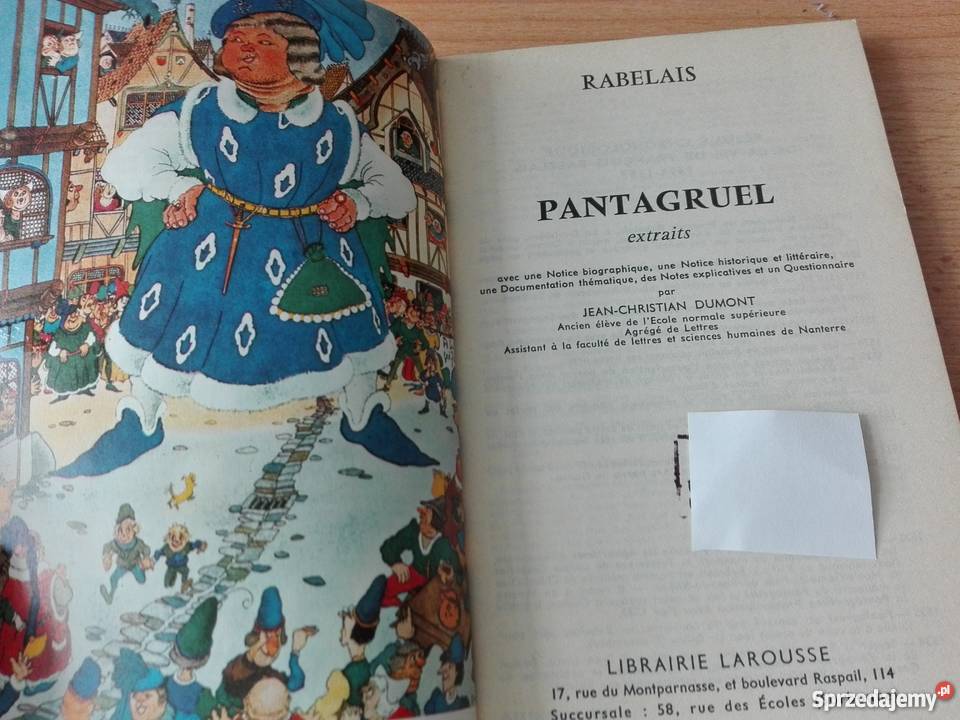 RABELAIS
PANTAGRUEL
extraits
avec une Notice biographique, une Notice historique et littéraire,
une Documentation thématique, des Notes explicatives et un Questionnaire
par
JEAN-CHRISTIAN DUMONT
Ancien élève de l'Ecole normale supérieure
Agrégé de Lettres
Assistant à la faculté de lettres et sciences humaines de Nanterre
LIBRAIRIE LAROUSSE
17, rue du Montparnasse, et boulevard Raspail, 114
Succursale : 58, rue des Écoles
Sprzedajemy.pl